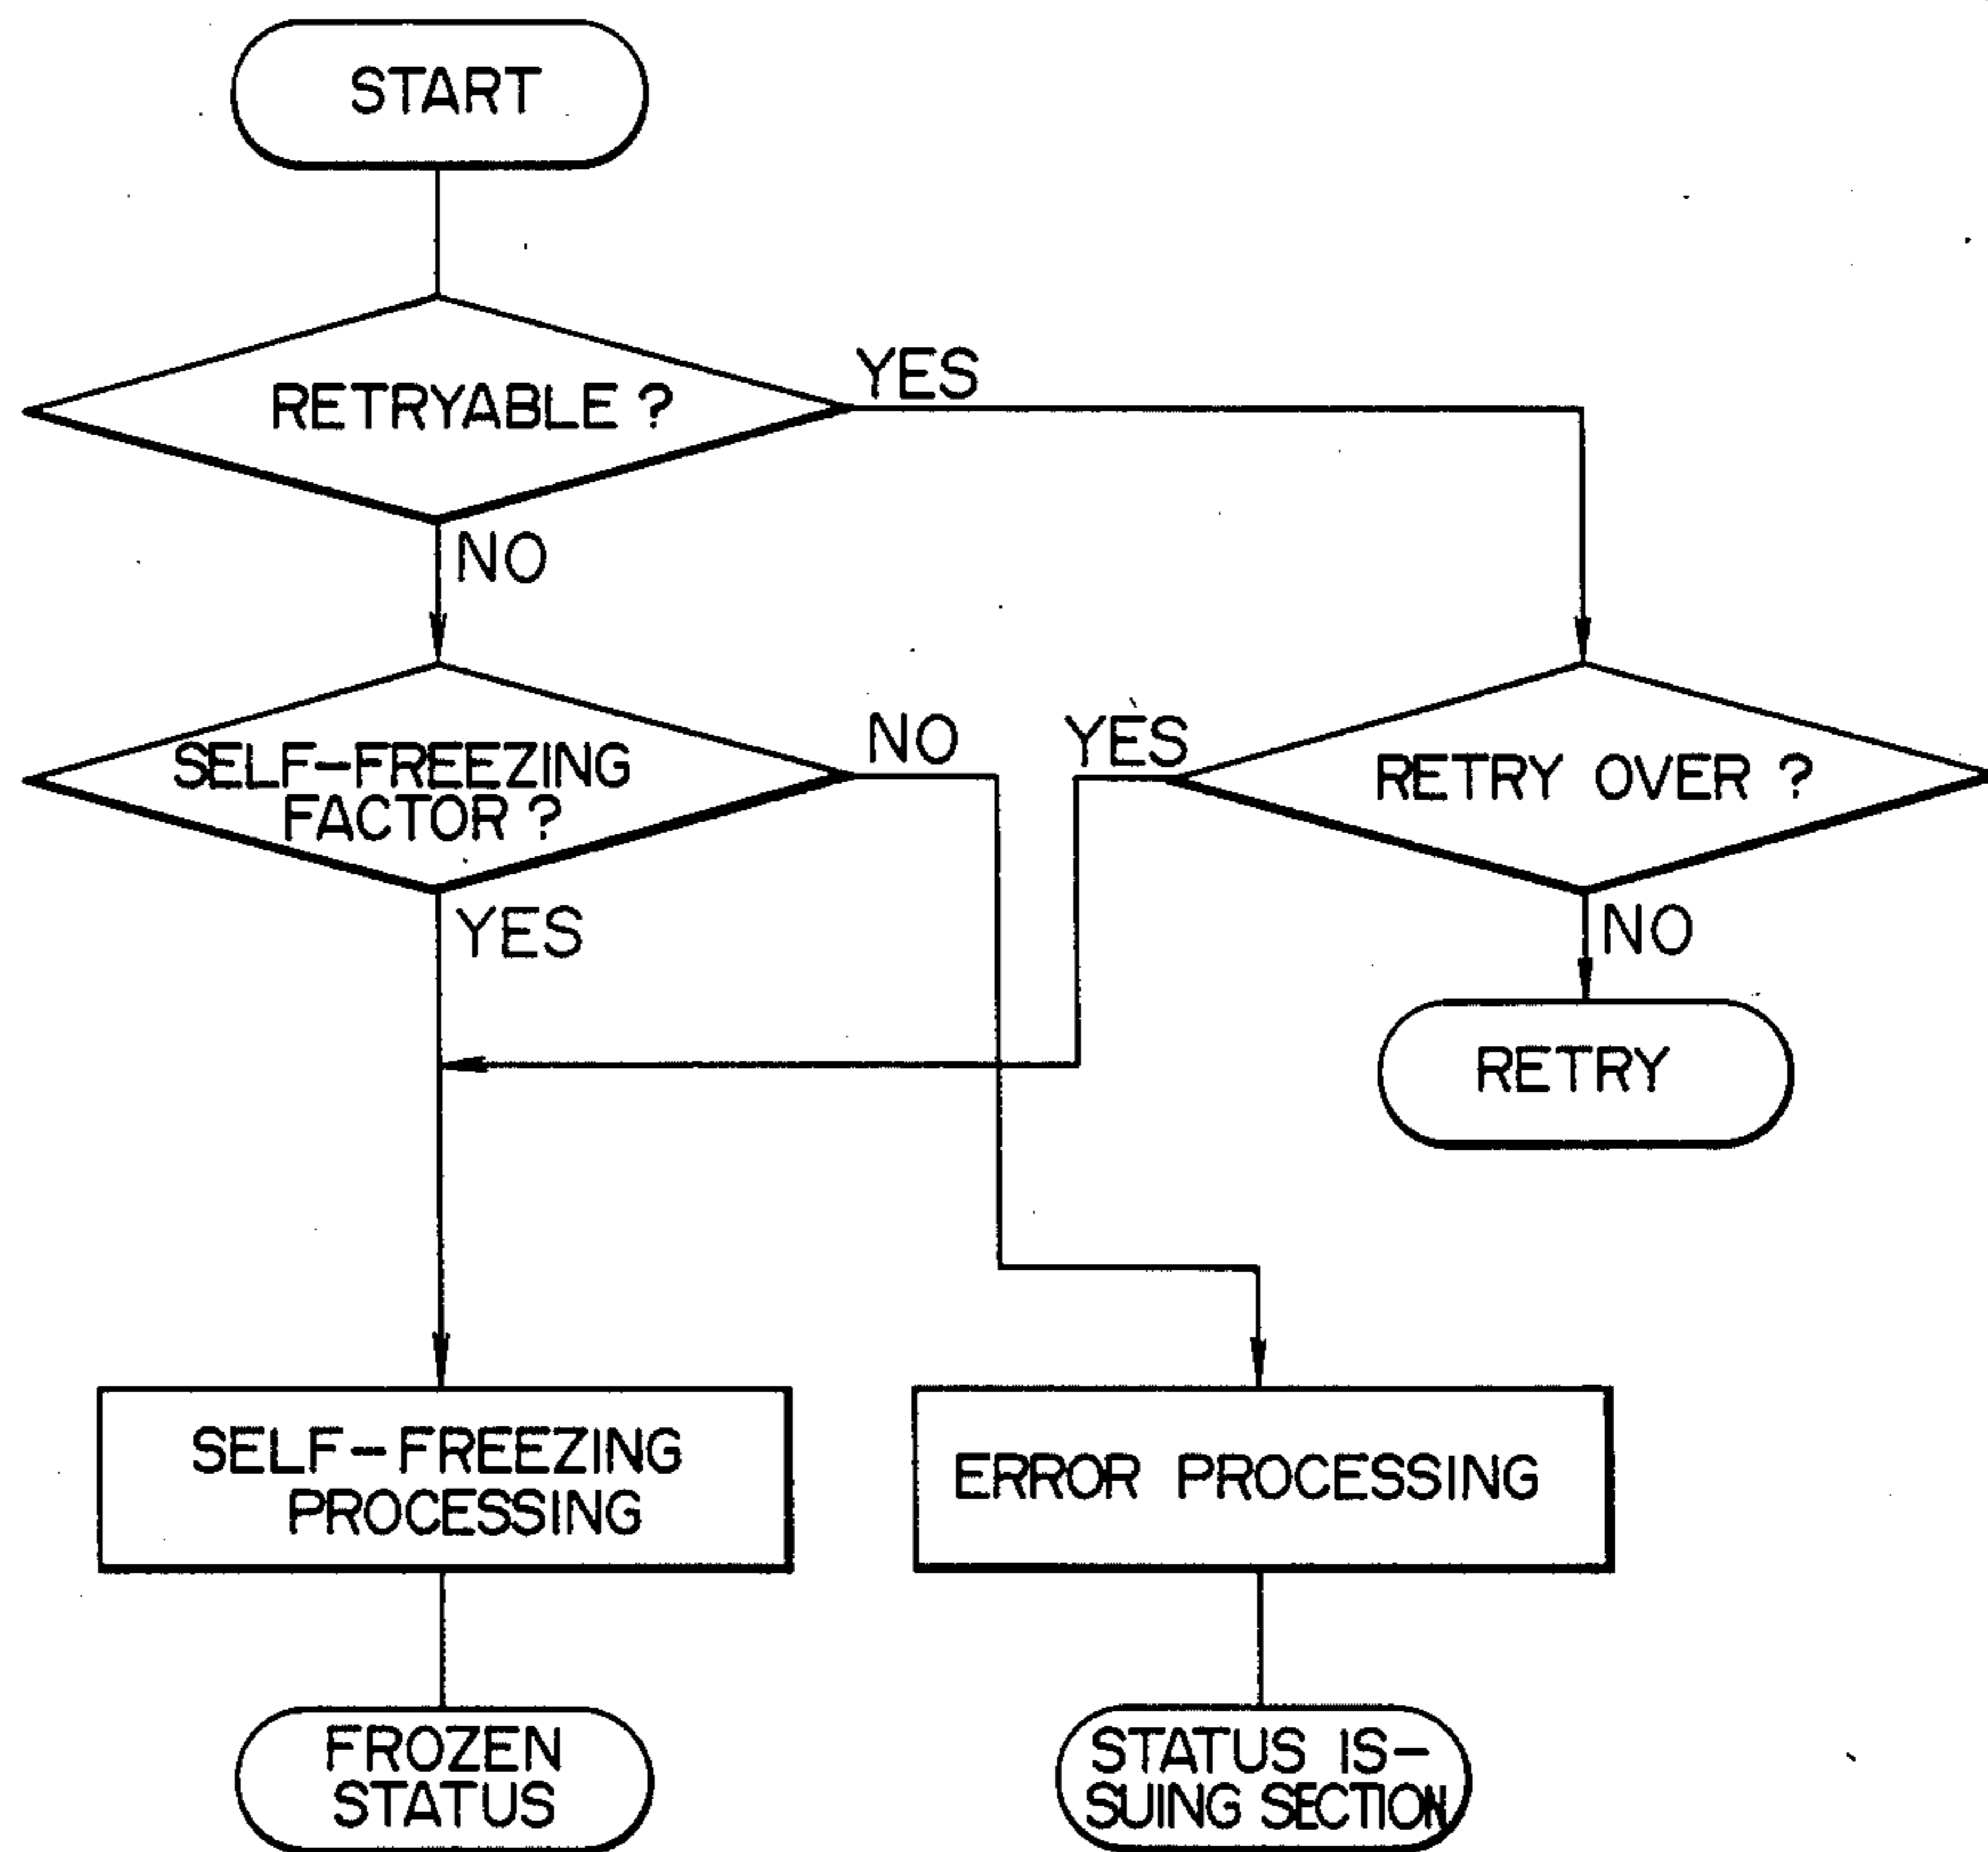 START
RETRYABLE ?
YES
NO
SELF-FREEZING
FACTOR ?
NO
YES
RETRY OVER ?
YES
NO
RETRY
SELF-FREEZING
PROCESSING
ERROR PROCESSING
FROZEN
STATUS
STATUS IS-
SUING SECTION